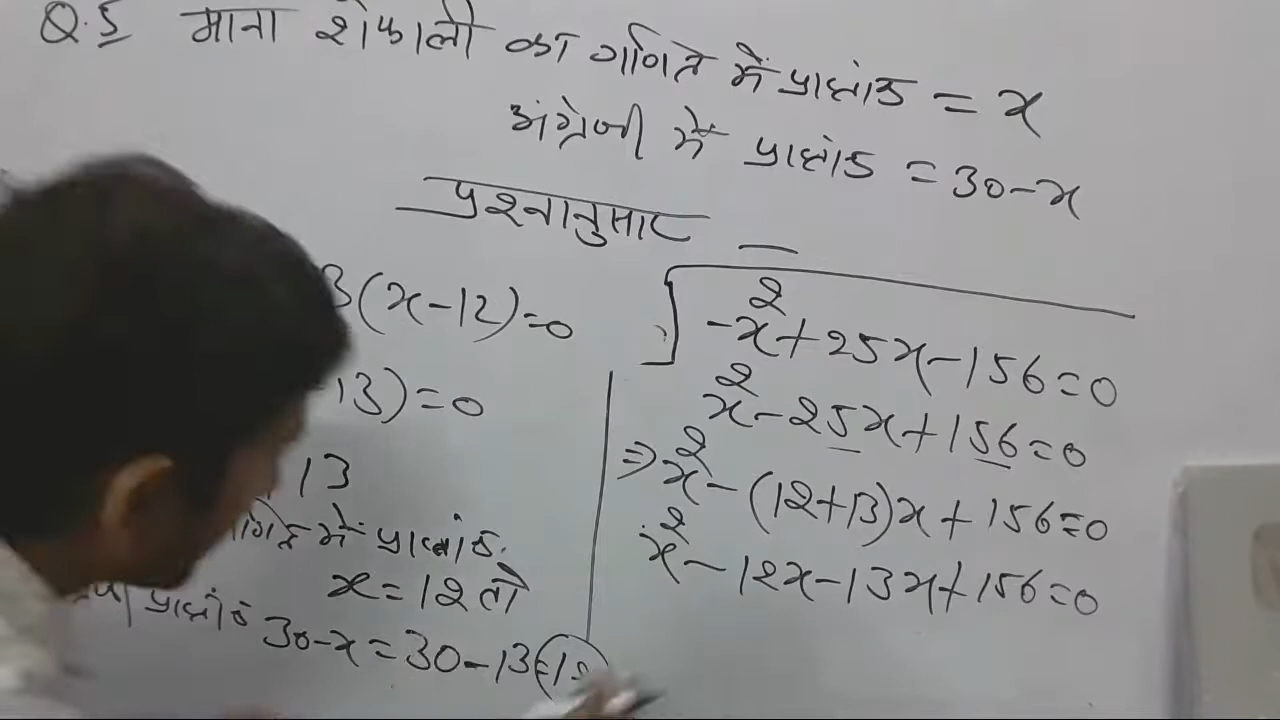 Q.5 माना शेफाली का गणित में प्राप्तांक = x
अंग्रेजी में प्राप्तांक = 30-x
प्रश्नानुसार
-x²+25x-156=0
x²-25x+156=0
⇒ x²-(12+13)x+156=0
x²-12x-13x+156=0
3(x-12)=0
13)=0
13
में प्राप्तांक
x=12 तो
प्राप्तांक 30-x=30-13